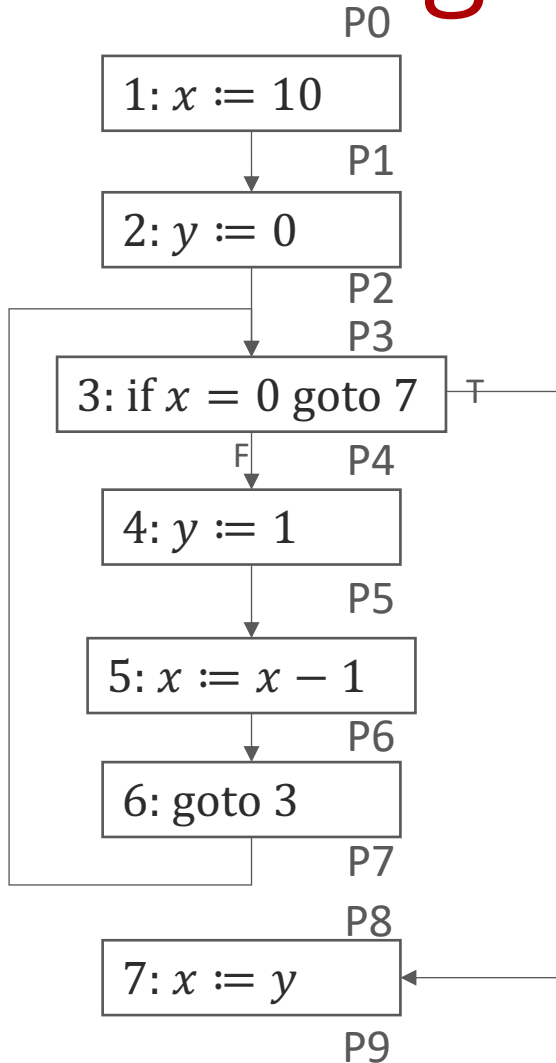 P0
1: x := 10
P1
2: y := 0
P2
P3
3: if x = 0 goto 7
T
F
P4
4: y := 1
P5
5: x := x − 1
P6
6: goto 3
P7
P8
7: x := y
P9